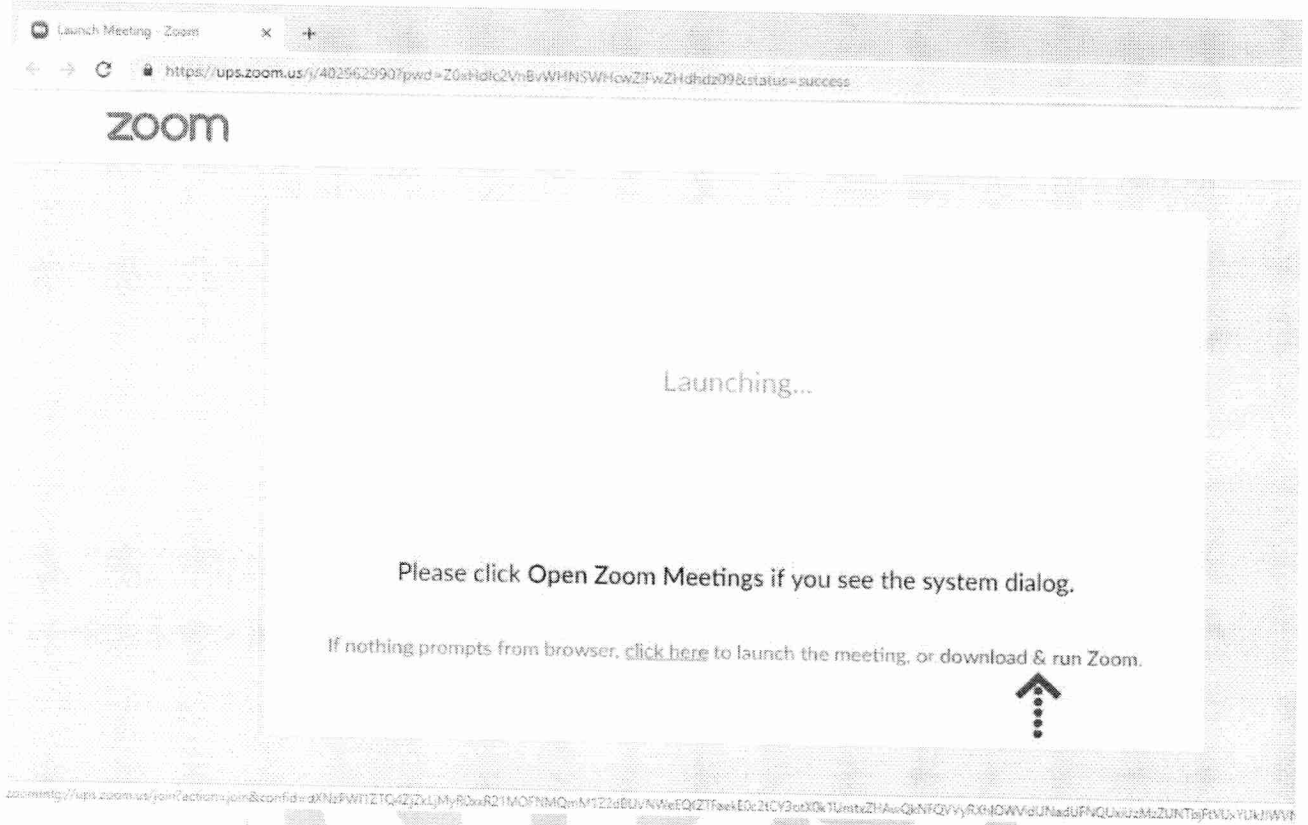 Launch Meeting - Zoom
zoom
Launching...
Please click Open Zoom Meetings if you see the system dialog.
If nothing prompts from browser, click here to launch the meeting, or download & run Zoom.